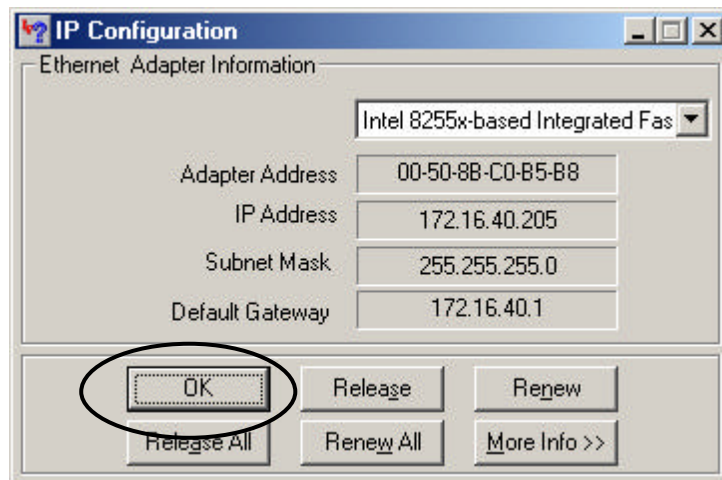 IP Configuration
Ethernet Adapter Information
Intel 8255x-based Integrated Fas
Adapter Address 00-50-8B-C0-B5-B8
IP Address 172.16.40.205
Subnet Mask 255.255.255.0
Default Gateway 172.16.40.1
OK Release Renew
Release All Renew All More Info >>